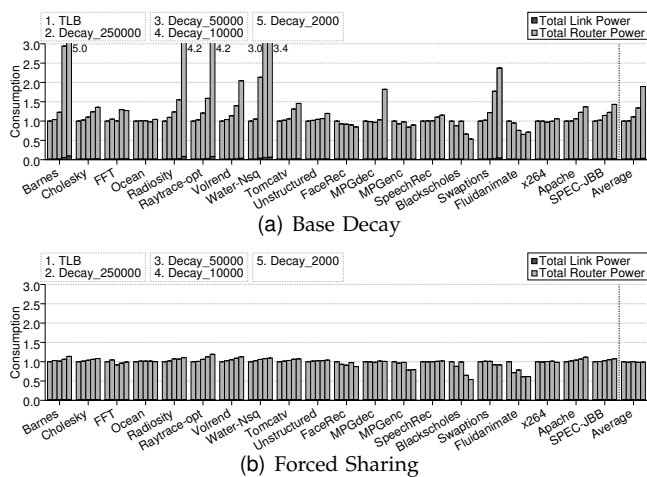 1. TLB
2. Decay_250000
3. Decay_50000
4. Decay_10000
5. Decay_2000
Total Link Power
Total Router Power
Consumption
3.0
2.5
2.0
1.5
1.0
0.5
0.0
5.0
4.2
4.2
3.0
3.4
Barnes
Cholesky
FFT
Ocean
Radiosity
Raytrace-opt
Volrend
Water-Nsq
Tomcatv
Unstructured
FaceRec
MPGdec
MPGenc
SpeechRec
Blackscholes
Swaptions
Fluidanimate
x264
Apache
SPEC-JBB
Average
(a) Base Decay
1. TLB
2. Decay_250000
3. Decay_50000
4. Decay_10000
5. Decay_2000
Total Link Power
Total Router Power
Consumption
3.0
2.5
2.0
1.5
1.0
0.5
0.0
Barnes
Cholesky
FFT
Ocean
Radiosity
Raytrace-opt
Volrend
Water-Nsq
Tomcatv
Unstructured
FaceRec
MPGdec
MPGenc
SpeechRec
Blackscholes
Swaptions
Fluidanimate
x264
Apache
SPEC-JBB
Average
(b) Forced Sharing